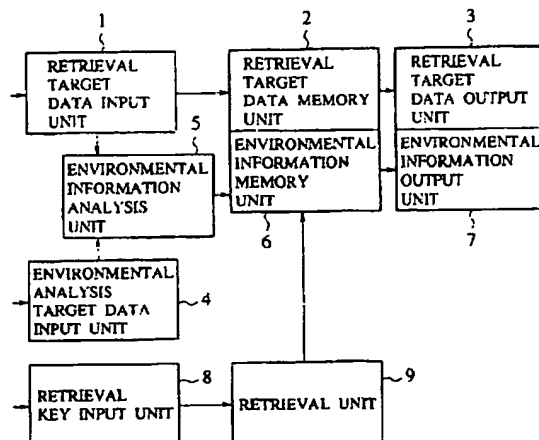 1
2
3
RETRIEVAL
TARGET
DATA INPUT
UNIT
RETRIEVAL
TARGET
DATA MEMORY
UNIT
RETRIEVAL
TARGET
DATA OUTPUT
UNIT
5
ENVIRONMENTAL
INFORMATION
ANALYSIS
UNIT
ENVIRONMENTAL
INFORMATION
MEMORY
UNIT
ENVIRONMENTAL
INFORMATION
OUTPUT
UNIT
6
7
ENVIRONMENTAL
ANALYSIS
TARGET DATA
INPUT UNIT
4
RETRIEVAL
KEY INPUT UNIT
8
RETRIEVAL UNIT
9